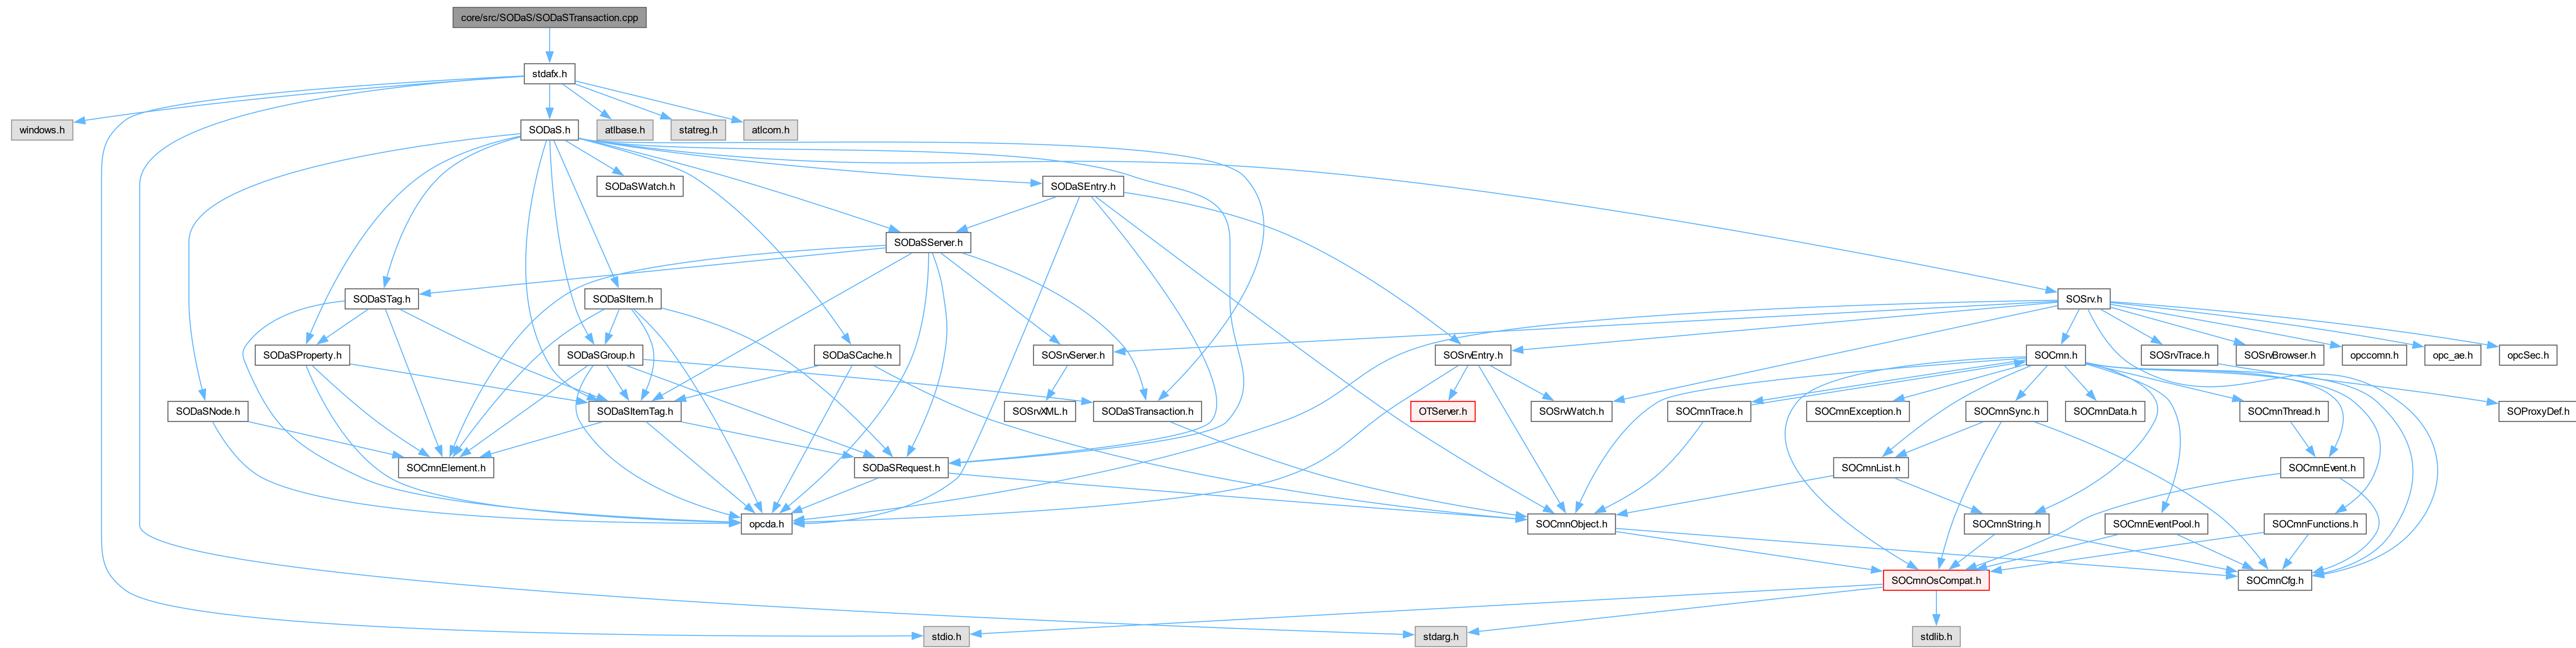 core/src/SODaS/SODaSTransaction.cpp
stdafx.h
windows.h
SODaS.h
atlbase.h
statreg.h
atlcom.h
SODaSWatch.h
SODaSEntry.h
SODaSServer.h
SODaSTag.h
SODaSItem.h
SOSrv.h
SODaSProperty.h
SODaSGroup.h
SODaSCache.h
SOSrvServer.h
SOSrvEntry.h
SOCmn.h
SOSrvTrace.h
SOSrvBrowser.h
opccomn.h
opc_ae.h
opcSec.h
SODaSNode.h
SODaSItemTag.h
SOSrvXML.h
SODaSTransaction.h
OTServer.h
SOSrvWatch.h
SOCmnTrace.h
SOCmnException.h
SOCmnSync.h
SOCmnData.h
SOCmnThread.h
SOProxyDef.h
SOCmnElement.h
SODaSRequest.h
SOCmnList.h
SOCmnEvent.h
opcda.h
SOCmnObject.h
SOCmnString.h
SOCmnEventPool.h
SOCmnFunctions.h
SOCmnOsCompat.h
SOCmnCfg.h
stdio.h
stdarg.h
stdlib.h